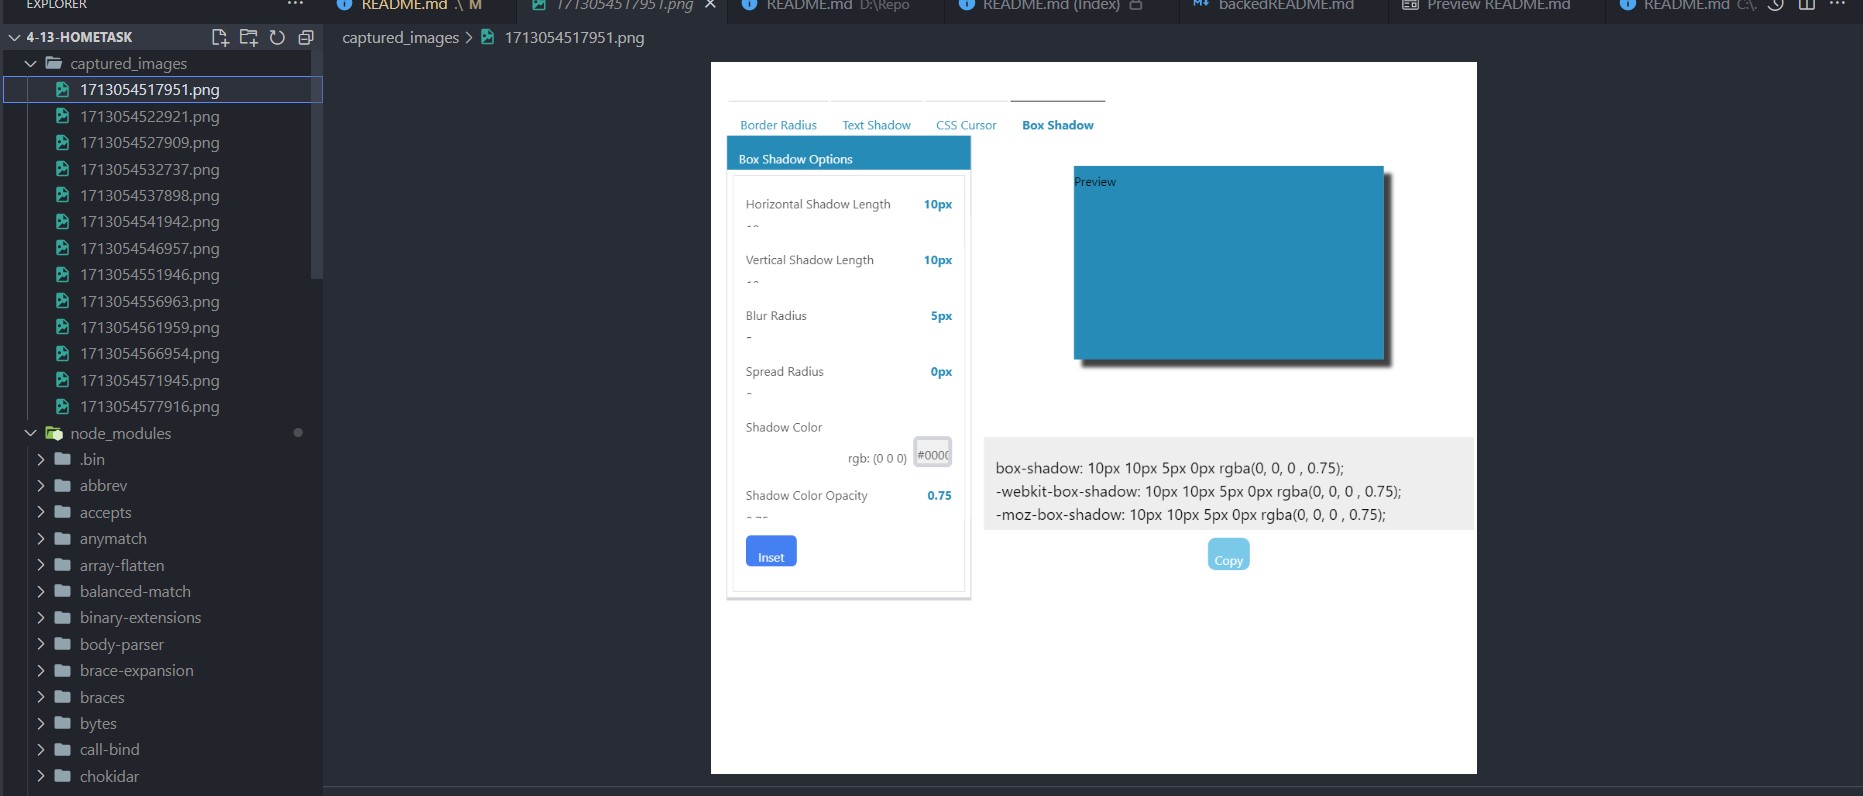 EXPLORER
README.md .\ M
1713054517951.png
README.md D:\Repo
README.md (Index)
backedREADME.md
Preview README.md
README.md C:\.
4-13-HOMETASK
captured_images
1713054517951.png
1713054522921.png
1713054527909.png
1713054532737.png
1713054537898.png
1713054541942.png
1713054546957.png
1713054551946.png
1713054556963.png
1713054561959.png
1713054566954.png
1713054571945.png
1713054577916.png
node_modules
.bin
abbrev
accepts
anymatch
array-flatten
balanced-match
binary-extensions
body-parser
brace-expansion
braces
bytes
call-bind
chokidar
captured_images > 1713054517951.png
Border Radius Text Shadow CSS Cursor Box Shadow
Box Shadow Options
Horizontal Shadow Length 10px
Vertical Shadow Length 10px
Blur Radius 5px
Spread Radius 0px
Shadow Color
rgb: (0 0 0) #000
Shadow Color Opacity 0.75
Inset
Preview
box-shadow: 10px 10px 5px 0px rgba(0, 0, 0 , 0.75);
-webkit-box-shadow: 10px 10px 5px 0px rgba(0, 0, 0 , 0.75);
-moz-box-shadow: 10px 10px 5px 0px rgba(0, 0, 0 , 0.75);
Copy